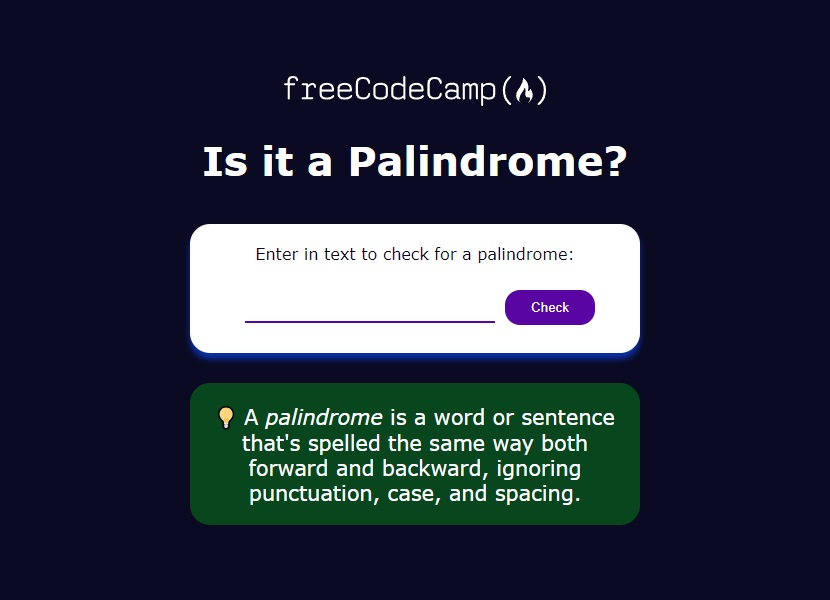 freeCodeCamp(🔥)
Is it a Palindrome?
Enter in text to check for a palindrome:
Check
💡 A palindrome is a word or sentence
that's spelled the same way both
forward and backward, ignoring
punctuation, case, and spacing.